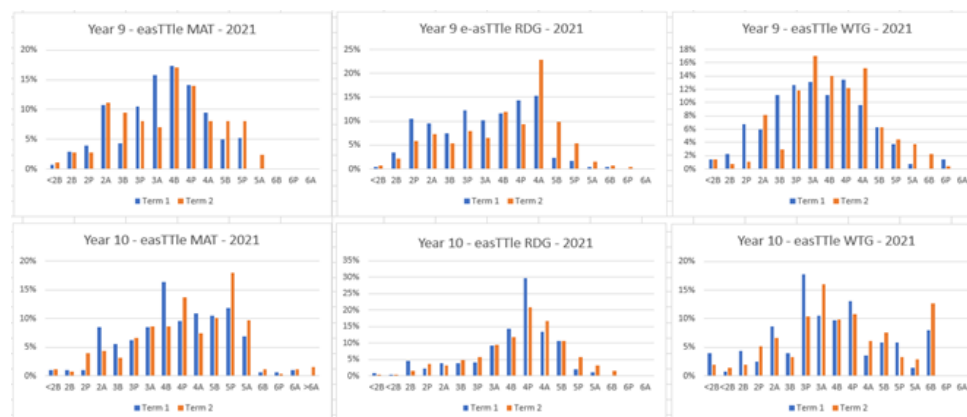 Year 9 - easTTle MAT - 2021
20%
15%
10%
5%
0%
<2B 2B 2P 2A 3B 3P 3A 4B 4P 4A 5B 5P 5A 6B 6P 6A
Term 1 Term 2
Year 9 e-asTTle RDG - 2021
25%
20%
15%
10%
5%
0%
<2B 2B 2P 2A 3B 3P 3A 4B 4P 4A 5B 5P 5A 6B 6P 6A
Term 1 Term 2
Year 9 - easTTle WTG - 2021
18%
16%
14%
12%
10%
8%
6%
4%
2%
0%
<2B 2B 2P 2A 3B 3P 3A 4B 4P 4A 5B 5P 5A 6B 6P 6A
Term 1 Term 2
Year 10 - easTTle MAT - 2021
20%
15%
10%
5%
0%
<2B 2B 2P 2A 3B 3P 3A 4B 4P 4A 5B 5P 5A 6B 6P 6A >6A
Term 1 Term 2
Year 10 - easTTle RDG - 2021
35%
30%
25%
20%
15%
10%
5%
0%
<2B <2B 2B 2P 2A 3B 3P 3A 4B 4P 4A 5B 5P 5A 6B 6P 6A
Term 1 Term 2
Year 10 - easTTle WTG - 2021
20%
15%
10%
5%
0%
<2B <2B 2B 2P 2A 3B 3P 3A 4B 4P 4A 5B 5P 5A 6B 6P 6A
Term 1 Term 2